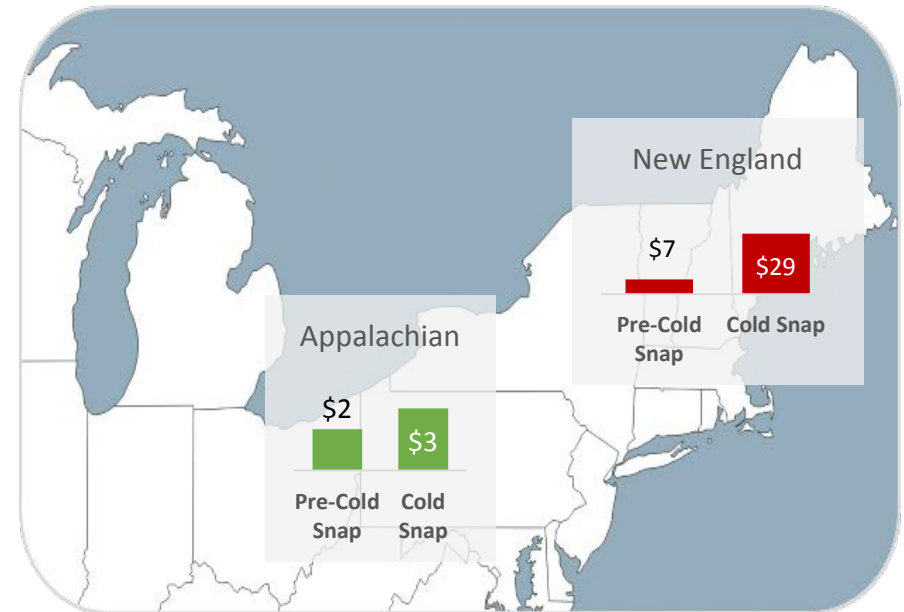 New England
$7
$29
Pre-Cold Snap
Cold Snap
Appalachian
$2
$3
Pre-Cold Snap
Cold Snap